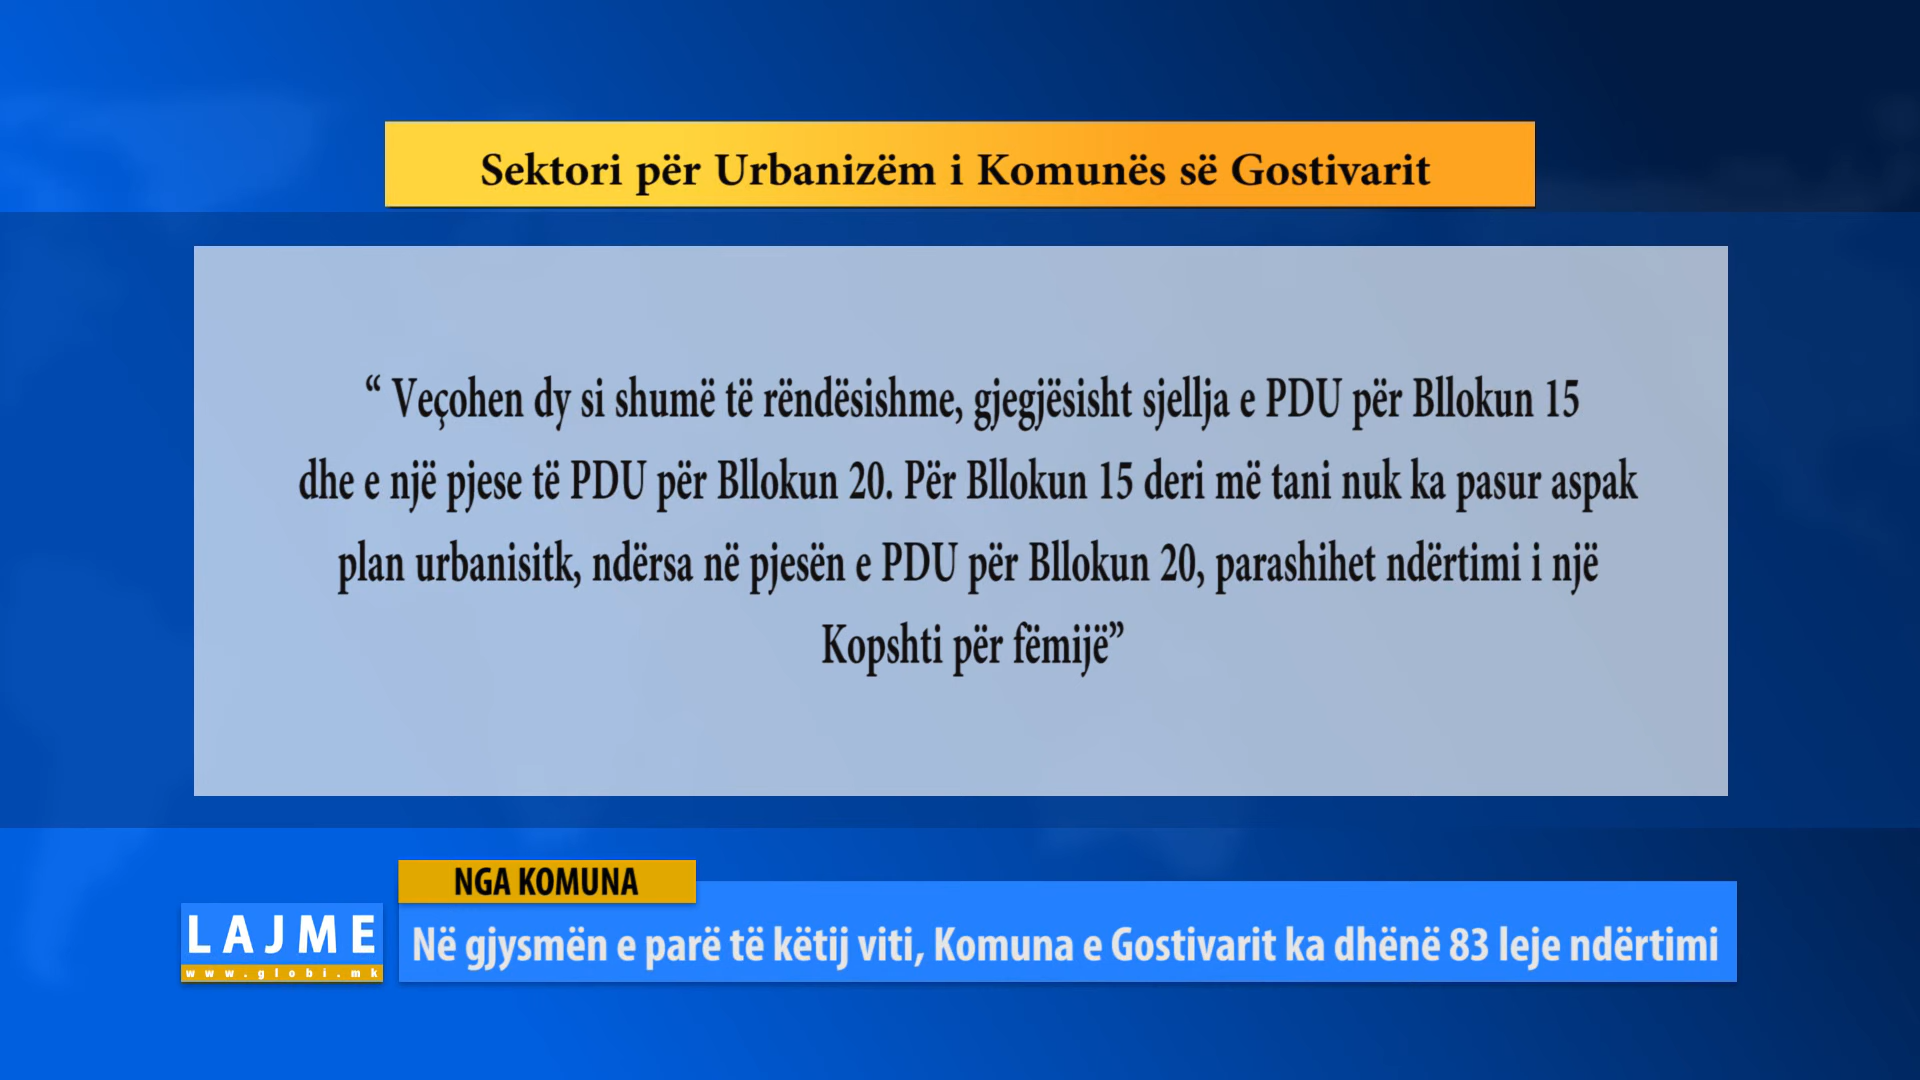 Sektori për Urbanizëm i Komunës së Gostivarit
“ Veçohen dy si shumë të rëndësishme, gjegjësisht sjellja e PDU për Bllokun 15
dhe e një pjese të PDU për Bllokun 20. Për Bllokun 15 deri më tani nuk ka pasur aspak
plan urbanisitk, ndërsa në pjesën e PDU për Bllokun 20, parashihet ndërtimi i një
Kopshti për fëmijë”
NGA KOMUNA
LAJME
www.globi.mk
Në gjysmën e parë të këtij viti, Komuna e Gostivarit ka dhënë 83 leje ndërtimi